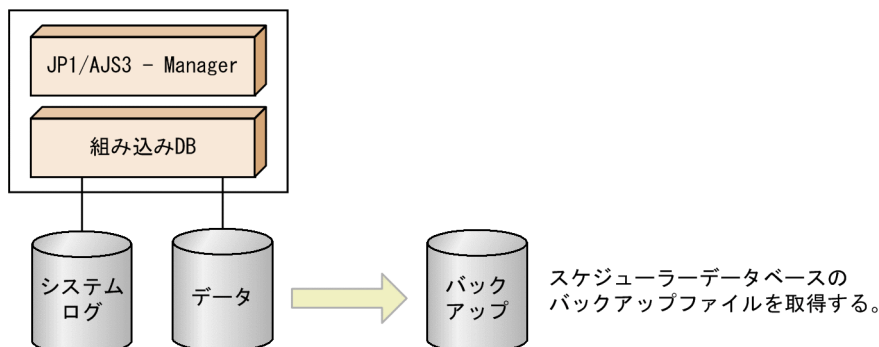 JP1/AJS3 - Manager
組み込みDB
システム
ログ
データ
バック
アップ
スケジューラーデータベースの
バックアップファイルを取得する。